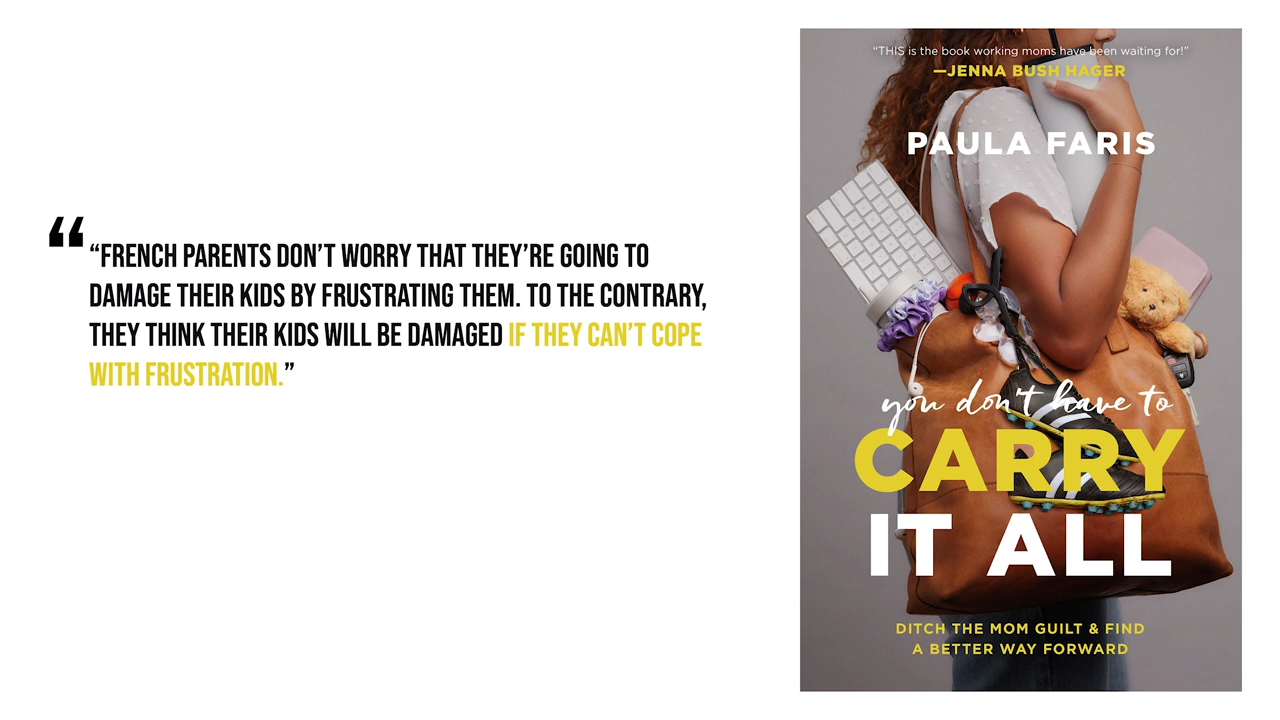 “
“FRENCH PARENTS DON’T WORRY THAT THEY’RE GOING TO
DAMAGE THEIR KIDS BY FRUSTRATING THEM. TO THE CONTRARY,
THEY THINK THEIR KIDS WILL BE DAMAGED IF THEY CAN’T COPE
WITH FRUSTRATION.”
“THIS is the book working moms have been waiting for!”
—JENNA BUSH HAGER
PAULA FARIS
you don’t have to
CARRY
IT ALL
DITCH THE MOM GUILT & FIND
A BETTER WAY FORWARD